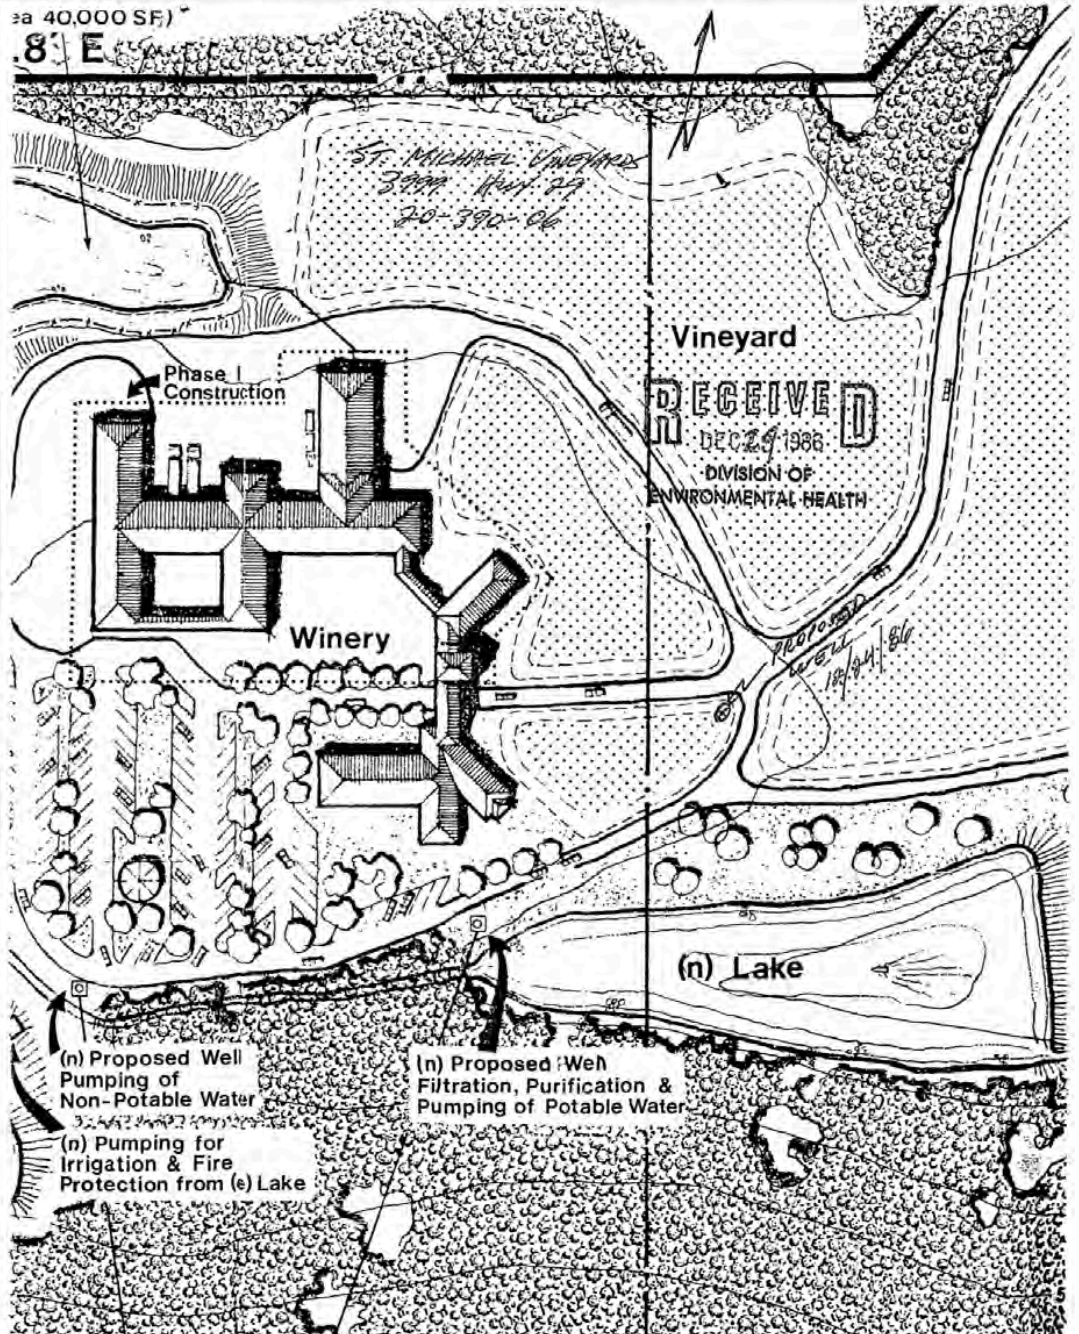 ea 40,000 SF)
.8' E
ST. MICHAEL VINEYARDS
3999 Hwy. 29
20-390-06
Vineyard
RECEIVED
DEC 29 1986
DIVISION OF
ENVIRONMENTAL HEALTH
Phase I
Construction
Winery
PROPOSED
WELL
12/24/86
(n) Lake
(n) Proposed Well
Pumping of
Non-Potable Water
(n) Proposed Well
Filtration, Purification &
Pumping of Potable Water
(n) Pumping for
Irrigation & Fire
Protection from (e) Lake